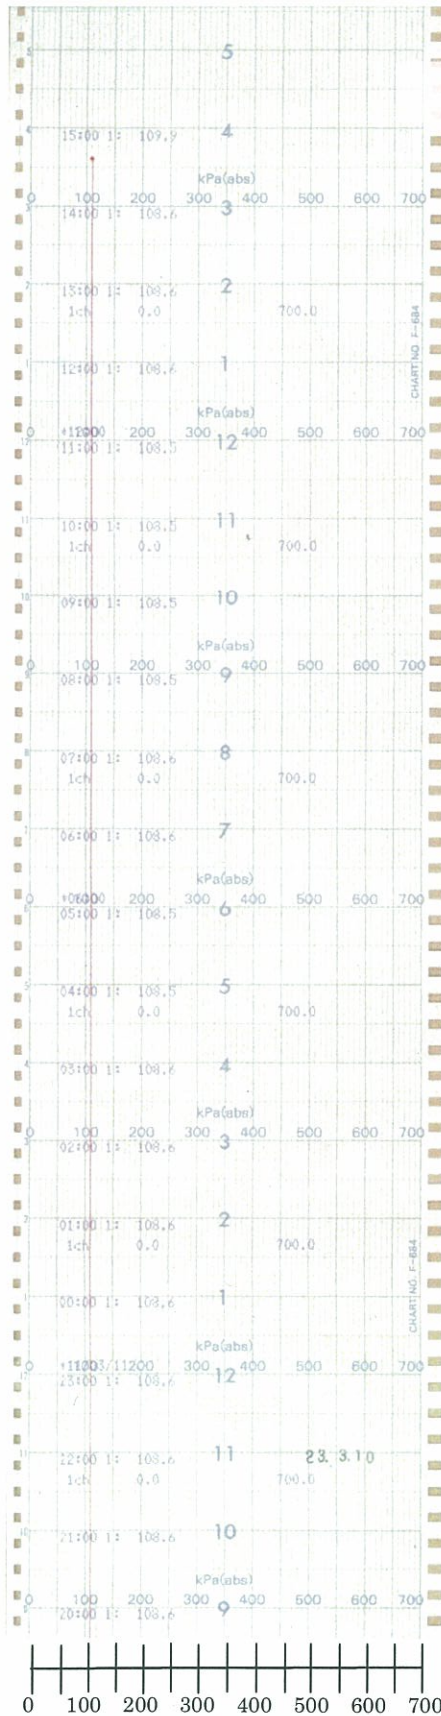 5
15:00 1: 109.9 4
kPa(abs)
0 100 200 300 400 500 600 700
14:00 1: 108.6 3
13:00 1: 108.6 2
1ch 0.0 700.0
CHART NO. F-684
12:00 1: 108.6 1
kPa(abs)
0 200 300 400 500 600 700
11:00 1: 108.5 12
10:00 1: 108.5 11
1ch 0.0 700.0
09:00 1: 108.5 10
kPa(abs)
0 100 200 300 400 500 600 700
08:00 1: 108.5 9
07:00 1: 108.6 8
1ch 0.0 700.0
06:00 1: 108.6 7
kPa(abs)
0 200 300 400 500 600 700
05:00 1: 108.5 6
04:00 1: 108.5 5
1ch 0.0 700.0
03:00 1: 108.6 4
kPa(abs)
0 100 200 300 400 500 600 700
02:00 1: 108.6 3
01:00 1: 108.6 2
1ch 0.0 700.0
CHART NO. F-684
00:00 1: 108.6 1
kPa(abs)
0 300 400 500 600 700
23:00 1: 108.6 12
22:00 1: 108.6 11 23. 3.10
1ch 0.0 700.0
21:00 1: 108.6 10
kPa(abs)
0 100 200 300 400 500 600 700
20:00 1: 108.6 9
0 100 200 300 400 500 600 700